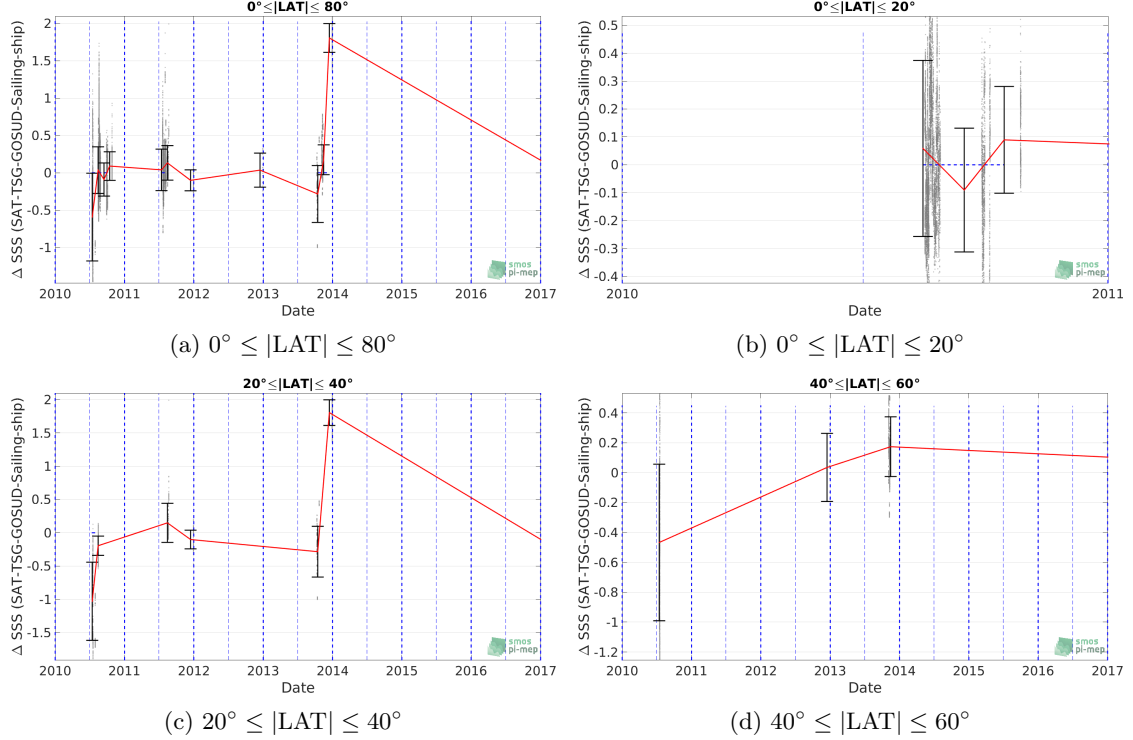 0°≤|LAT|≤ 80°
Δ SSS (SAT-TSG-GOSUD-Sailing-ship)
2
1.5
1
0.5
0
-0.5
-1
2010 2011 2012 2013 2014 2015 2016 2017
Date
smos
pi-mep
(a) 0° ≤ |LAT| ≤ 80°
0°≤|LAT|≤ 20°
Δ SSS (SAT-TSG-GOSUD-Sailing-ship)
0.5
0.4
0.3
0.2
0.1
0
-0.1
-0.2
-0.3
-0.4
2010 2011
Date
smos
pi-mep
(b) 0° ≤ |LAT| ≤ 20°
20°≤|LAT|≤ 40°
Δ SSS (SAT-TSG-GOSUD-Sailing-ship)
2
1.5
1
0.5
0
-0.5
-1
-1.5
2010 2011 2012 2013 2014 2015 2016 2017
Date
smos
pi-mep
(c) 20° ≤ |LAT| ≤ 40°
40°≤|LAT|≤ 60°
Δ SSS (SAT-TSG-GOSUD-Sailing-ship)
0.4
0.2
0
-0.2
-0.4
-0.6
-0.8
-1
-1.2
2010 2011 2012 2013 2014 2015 2016 2017
Date
smos
pi-mep
(d) 40° ≤ |LAT| ≤ 60°